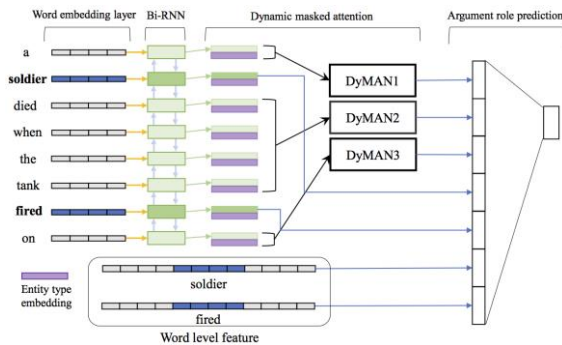 Word embedding layer Bi-RNN Dynamic masked attention Argument role prediction
a
soldier
died
when
the
tank
fired
on
DyMAN1
DyMAN2
DyMAN3
Entity type
embedding
soldier
fired
Word level feature